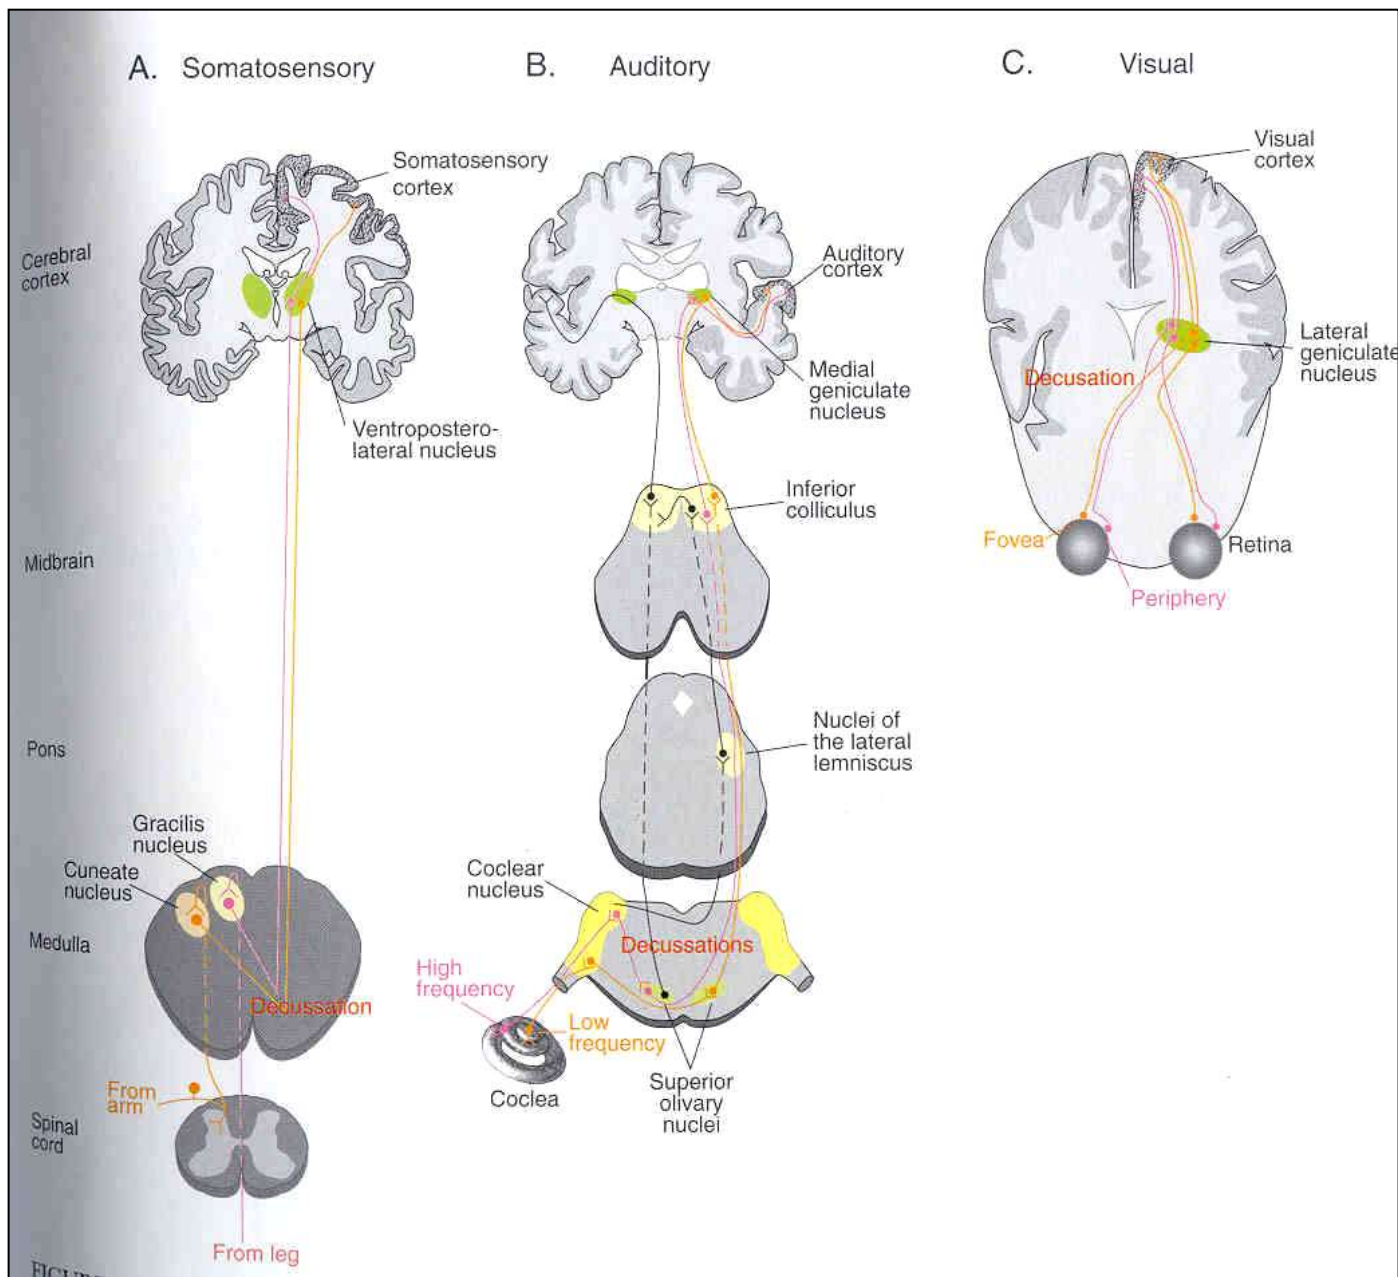 A. Somatosensory
Somatosensory
cortex
Cerebral
cortex
Ventropostero-
lateral nucleus
Midbrain
Pons
Gracilis
nucleus
Cuneate
nucleus
Medulla
Decussation
From
arm
Spinal
cord
From leg
B. Auditory
Auditory
cortex
Medial
geniculate
nucleus
Inferior
colliculus
Nuclei of
the lateral
lemniscus
Coclear
nucleus
Decussations
High
frequency
Low
frequency
Coclea
Superior
olivary
nuclei
C. Visual
Visual
cortex
Lateral
geniculate
nucleus
Decusation
Fovea
Retina
Periphery